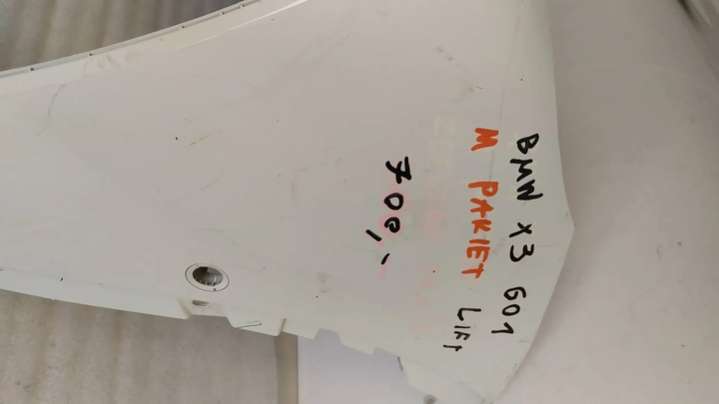 BMW X3 G01
M PAKIET LIFT
700,-